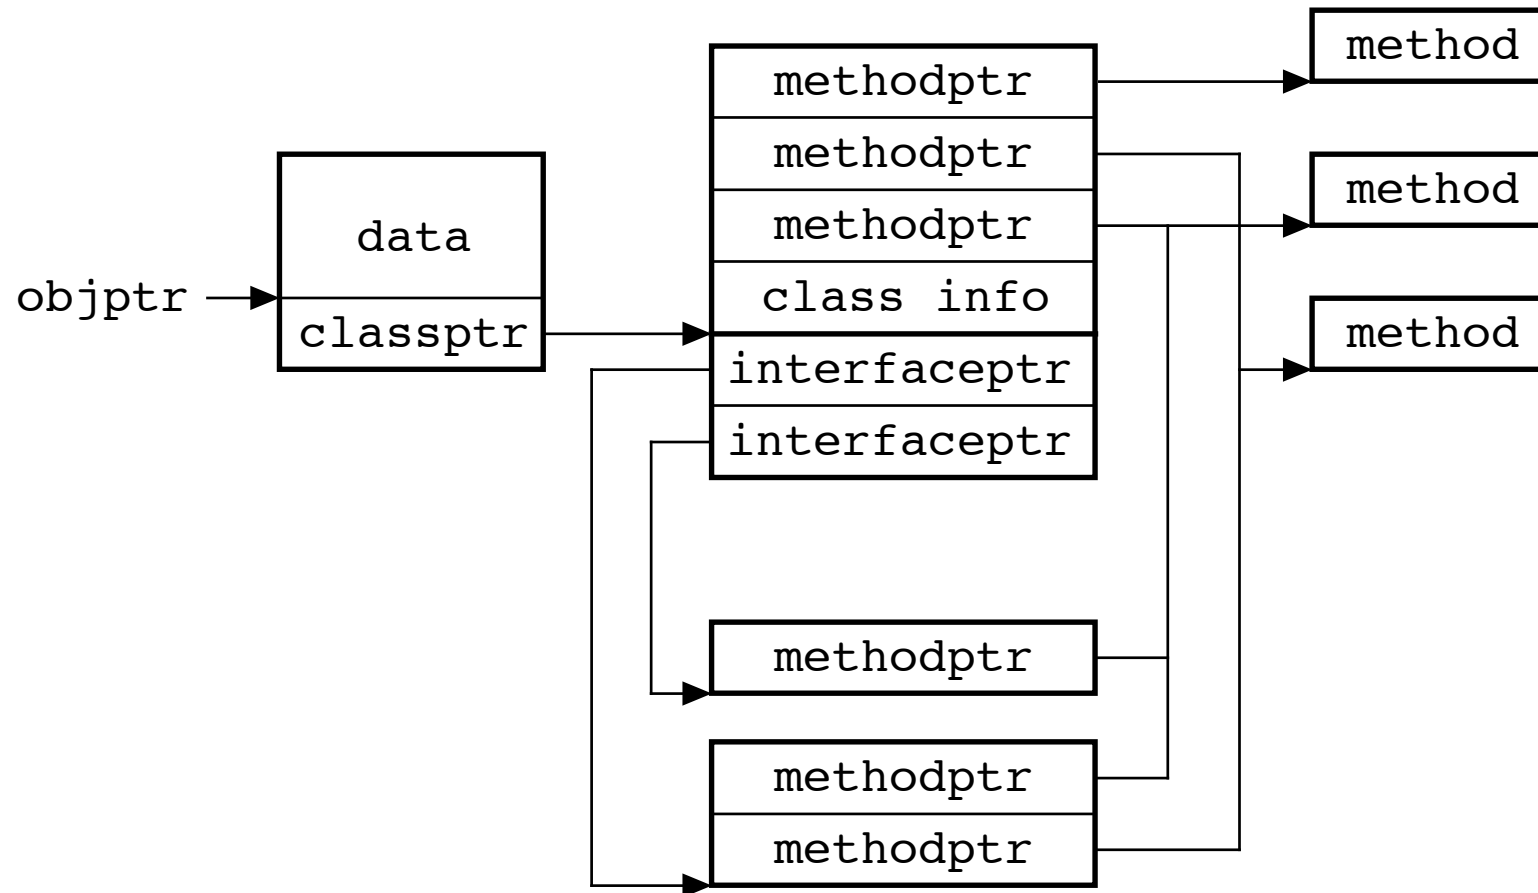 method
methodptr
methodptr
method
methodptr
data
class info
objptr
classptr
method
interfaceptr
interfaceptr
methodptr
methodptr
methodptr